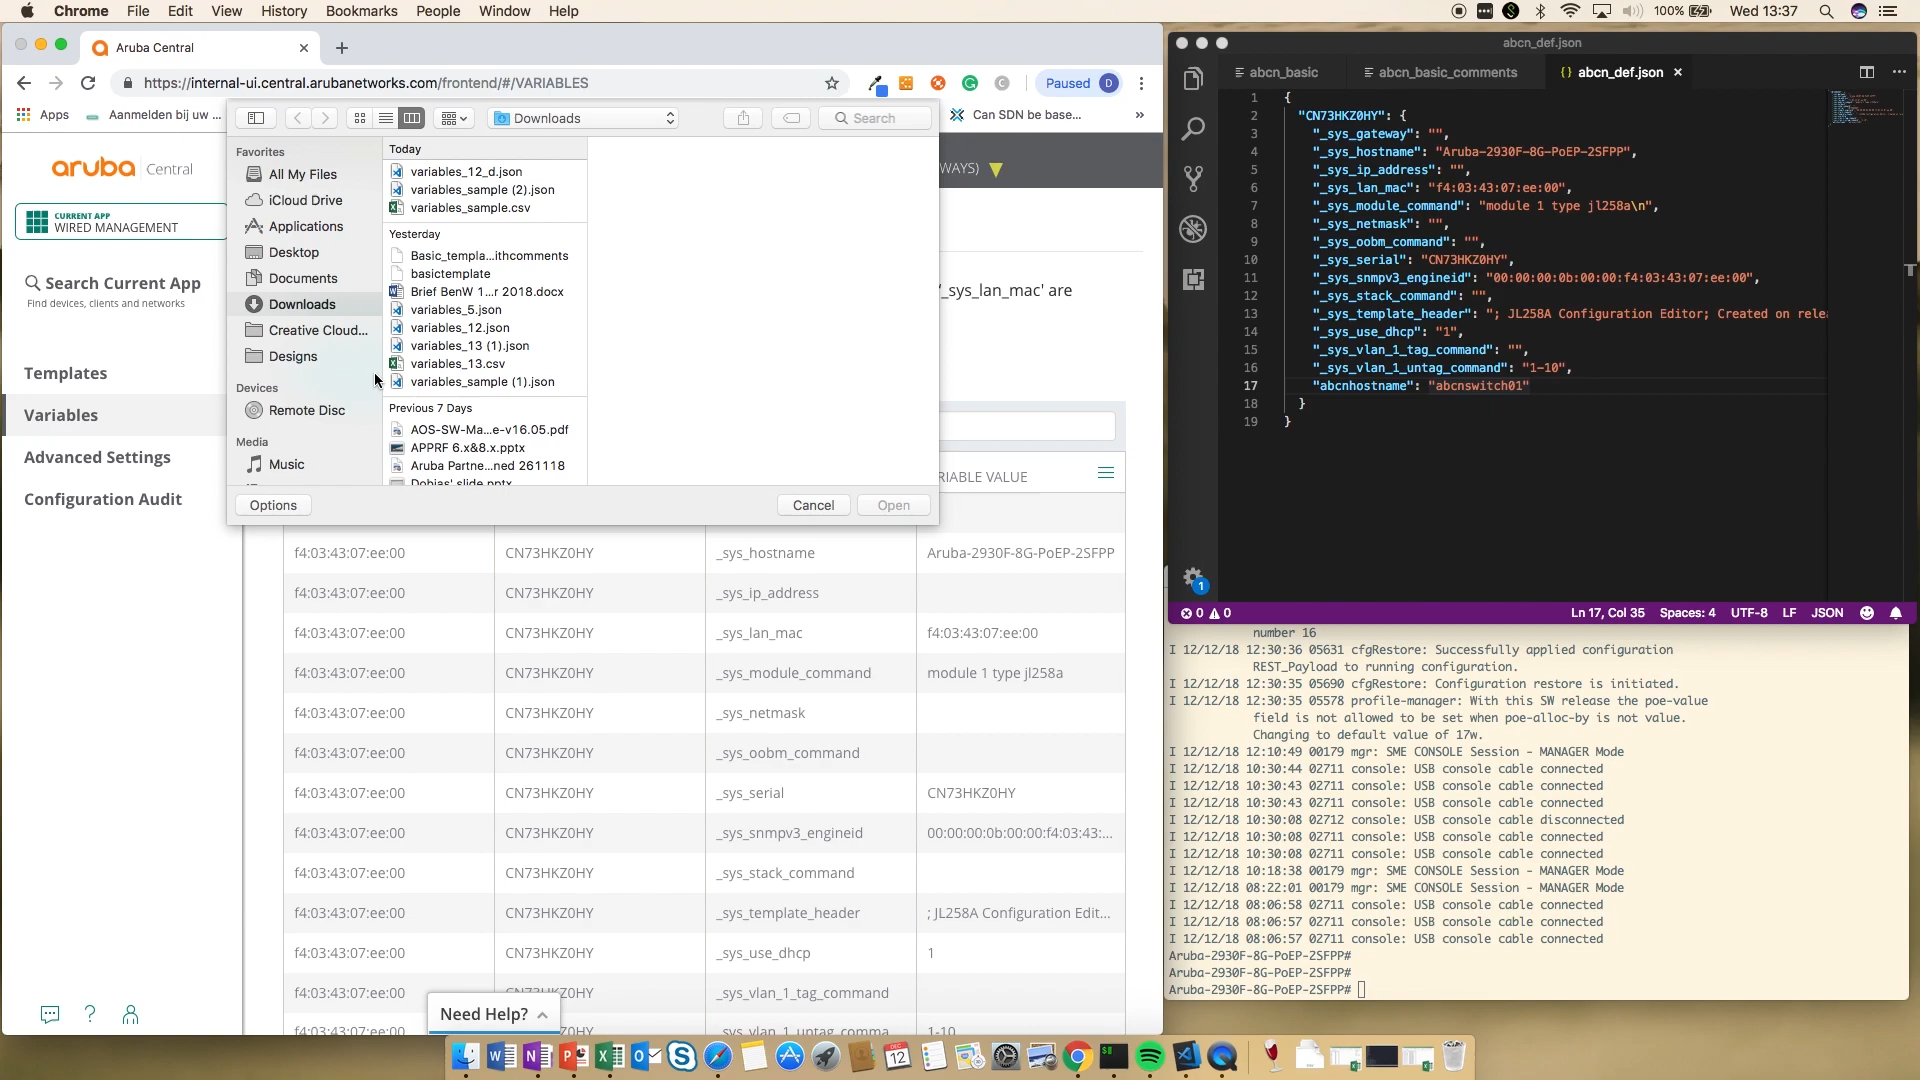 Chrome File Edit View History Bookmarks People Window Help
100% Wed 13:37
Aruba Central
https://internal-ui.central.arubanetworks.com/frontend/#/VARIABLES
Paused D
Apps Aanmelden bij uw ...
Can SDN be base... »
Downloads
Search
aruba Central
CURRENT APP
WIRED MANAGEMENT
Search Current App
Find devices, clients and networks
Templates
Variables
Advanced Settings
Configuration Audit
Favorites
All My Files
iCloud Drive
Applications
Desktop
Documents
Downloads
Creative Cloud...
Designs
Devices
Remote Disc
Media
Music
Today
variables_12_d.json
variables_sample (2).json
variables_sample.csv
Yesterday
Basic_templa...ithcomments
basictemplate
Brief BenW 1...r 2018.docx
variables_5.json
variables_12.json
variables_13 (1).json
variables_13.csv
variables_sample (1).json
Previous 7 Days
AOS-SW-Ma...e-v16.05.pdf
APPRF 6.x&8.x.pptx
Aruba Partne...ned 261118
Dobias' slide.pptx
Options
Cancel
Open
WAYS)
'_sys_lan_mac' are
RIABLE VALUE
f4:03:43:07:ee:00 CN73HKZ0HY _sys_hostname Aruba-2930F-8G-PoEP-2SFPP
f4:03:43:07:ee:00 CN73HKZ0HY _sys_ip_address
f4:03:43:07:ee:00 CN73HKZ0HY _sys_lan_mac f4:03:43:07:ee:00
f4:03:43:07:ee:00 CN73HKZ0HY _sys_module_command module 1 type jl258a
f4:03:43:07:ee:00 CN73HKZ0HY _sys_netmask
f4:03:43:07:ee:00 CN73HKZ0HY _sys_oobm_command
f4:03:43:07:ee:00 CN73HKZ0HY _sys_serial CN73HKZ0HY
f4:03:43:07:ee:00 CN73HKZ0HY _sys_snmpv3_engineid 00:00:00:0b:00:00:f4:03:43:...
f4:03:43:07:ee:00 CN73HKZ0HY _sys_stack_command
f4:03:43:07:ee:00 CN73HKZ0HY _sys_template_header ; JL258A Configuration Edit...
f4:03:43:07:ee:00 CN73HKZ0HY _sys_use_dhcp 1
f4:03:43:07:ee:00 CN73HKZ0HY _sys_vlan_1_tag_command
f4:03:43:07:ee:00 Z0HY _sys_vlan_1_untag_comma 1-10
Need Help?
abcn_def.json
abcn_basic abcn_basic_comments {} abcn_def.json
1 {
2 "CN73HKZ0HY": {
3 "_sys_gateway": "",
4 "_sys_hostname": "Aruba-2930F-8G-PoEP-2SFPP",
5 "_sys_ip_address": "",
6 "_sys_lan_mac": "f4:03:43:07:ee:00",
7 "_sys_module_command": "module 1 type jl258a\n",
8 "_sys_netmask": "",
9 "_sys_oobm_command": "",
10 "_sys_serial": "CN73HKZ0HY",
11 "_sys_snmpv3_engineid": "00:00:00:0b:00:00:f4:03:43:07:ee:00",
12 "_sys_stack_command": "",
13 "_sys_template_header": "; JL258A Configuration Editor; Created on relea
14 "_sys_use_dhcp": "1",
15 "_sys_vlan_1_tag_command": "",
16 "_sys_vlan_1_untag_command": "1-10",
17 "abcnhostname": "abcnswitch01"
18 }
19 }
1
0 0 Ln 17, Col 35 Spaces: 4 UTF-8 LF JSON
number 16
I 12/12/18 12:30:36 05631 cfgRestore: Successfully applied configuration
REST_Payload to running configuration.
I 12/12/18 12:30:35 05690 cfgRestore: Configuration restore is initiated.
I 12/12/18 12:30:35 05578 profile-manager: With this SW release the poe-value
field is not allowed to be set when poe-alloc-by is not value.
Changing to default value of 17w.
I 12/12/18 12:10:49 00179 mgr: SME CONSOLE Session - MANAGER Mode
I 12/12/18 10:30:44 02711 console: USB console cable connected
I 12/12/18 10:30:43 02711 console: USB console cable connected
I 12/12/18 10:30:43 02711 console: USB console cable connected
I 12/12/18 10:30:08 02712 console: USB console cable disconnected
I 12/12/18 10:30:08 02711 console: USB console cable connected
I 12/12/18 10:30:08 02711 console: USB console cable connected
I 12/12/18 10:18:38 00179 mgr: SME CONSOLE Session - MANAGER Mode
I 12/12/18 08:22:01 00179 mgr: SME CONSOLE Session - MANAGER Mode
I 12/12/18 08:06:58 02711 console: USB console cable connected
I 12/12/18 08:06:57 02711 console: USB console cable connected
I 12/12/18 08:06:57 02711 console: USB console cable connected
Aruba-2930F-8G-PoEP-2SFPP#
Aruba-2930F-8G-PoEP-2SFPP#
Aruba-2930F-8G-PoEP-2SFPP#